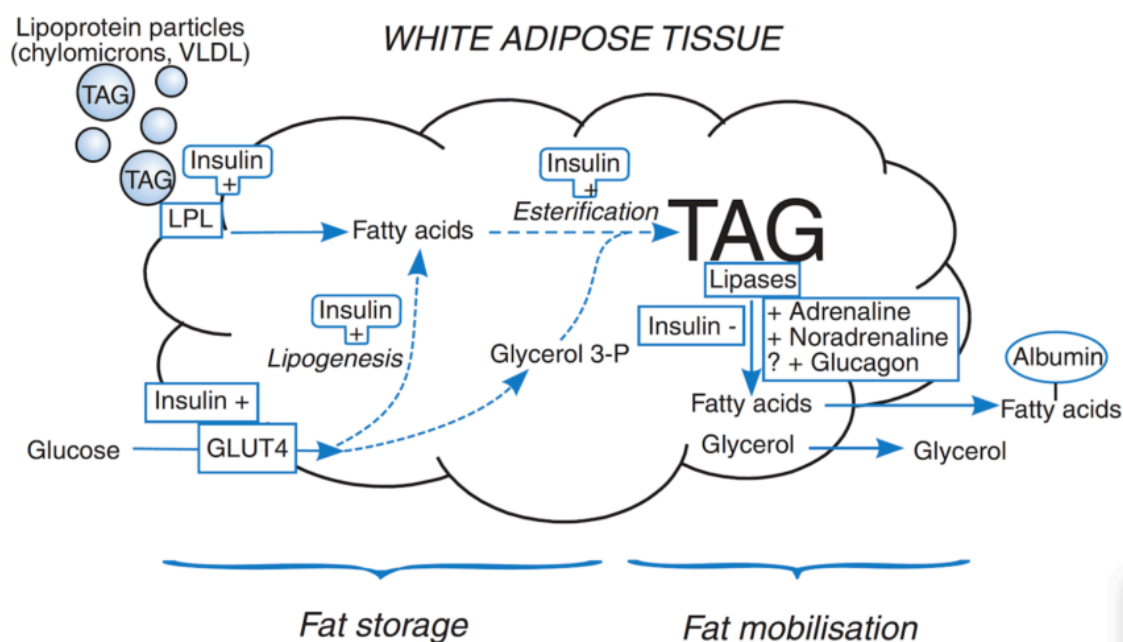 Lipoprotein particles
(chylomicrons, VLDL)
WHITE ADIPOSE TISSUE
TAG
TAG
Insulin
+
LPL
Fatty acids
Insulin
+
Esterification
TAG
Lipases
Insulin -
+ Adrenaline
+ Noradrenaline
? + Glucagon
Insulin
+
Lipogenesis
Glycerol 3-P
Albumin
Fatty acids
Fatty acids
Insulin +
Glucose
GLUT4
Glycerol
Glycerol
Fat storage
Fat mobilisation